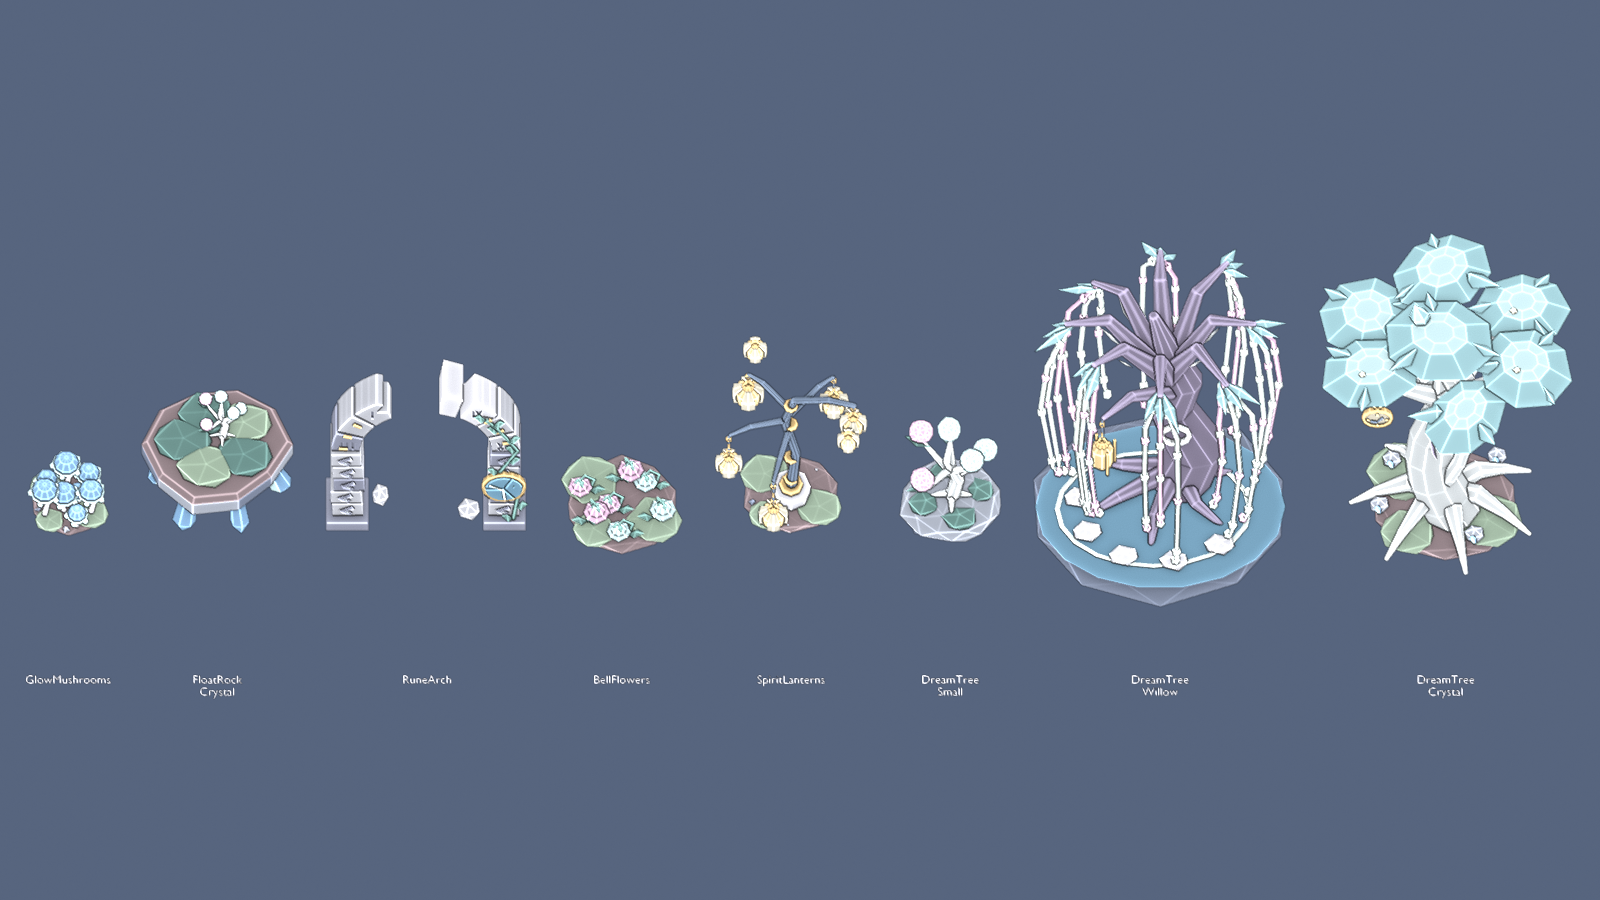 GlowMushrooms
FloatRock
Crystal
RuneArch
BellFlowers
SpiritLanterns
DreamTree
Small
DreamTree
Willow
DreamTree
Crystal